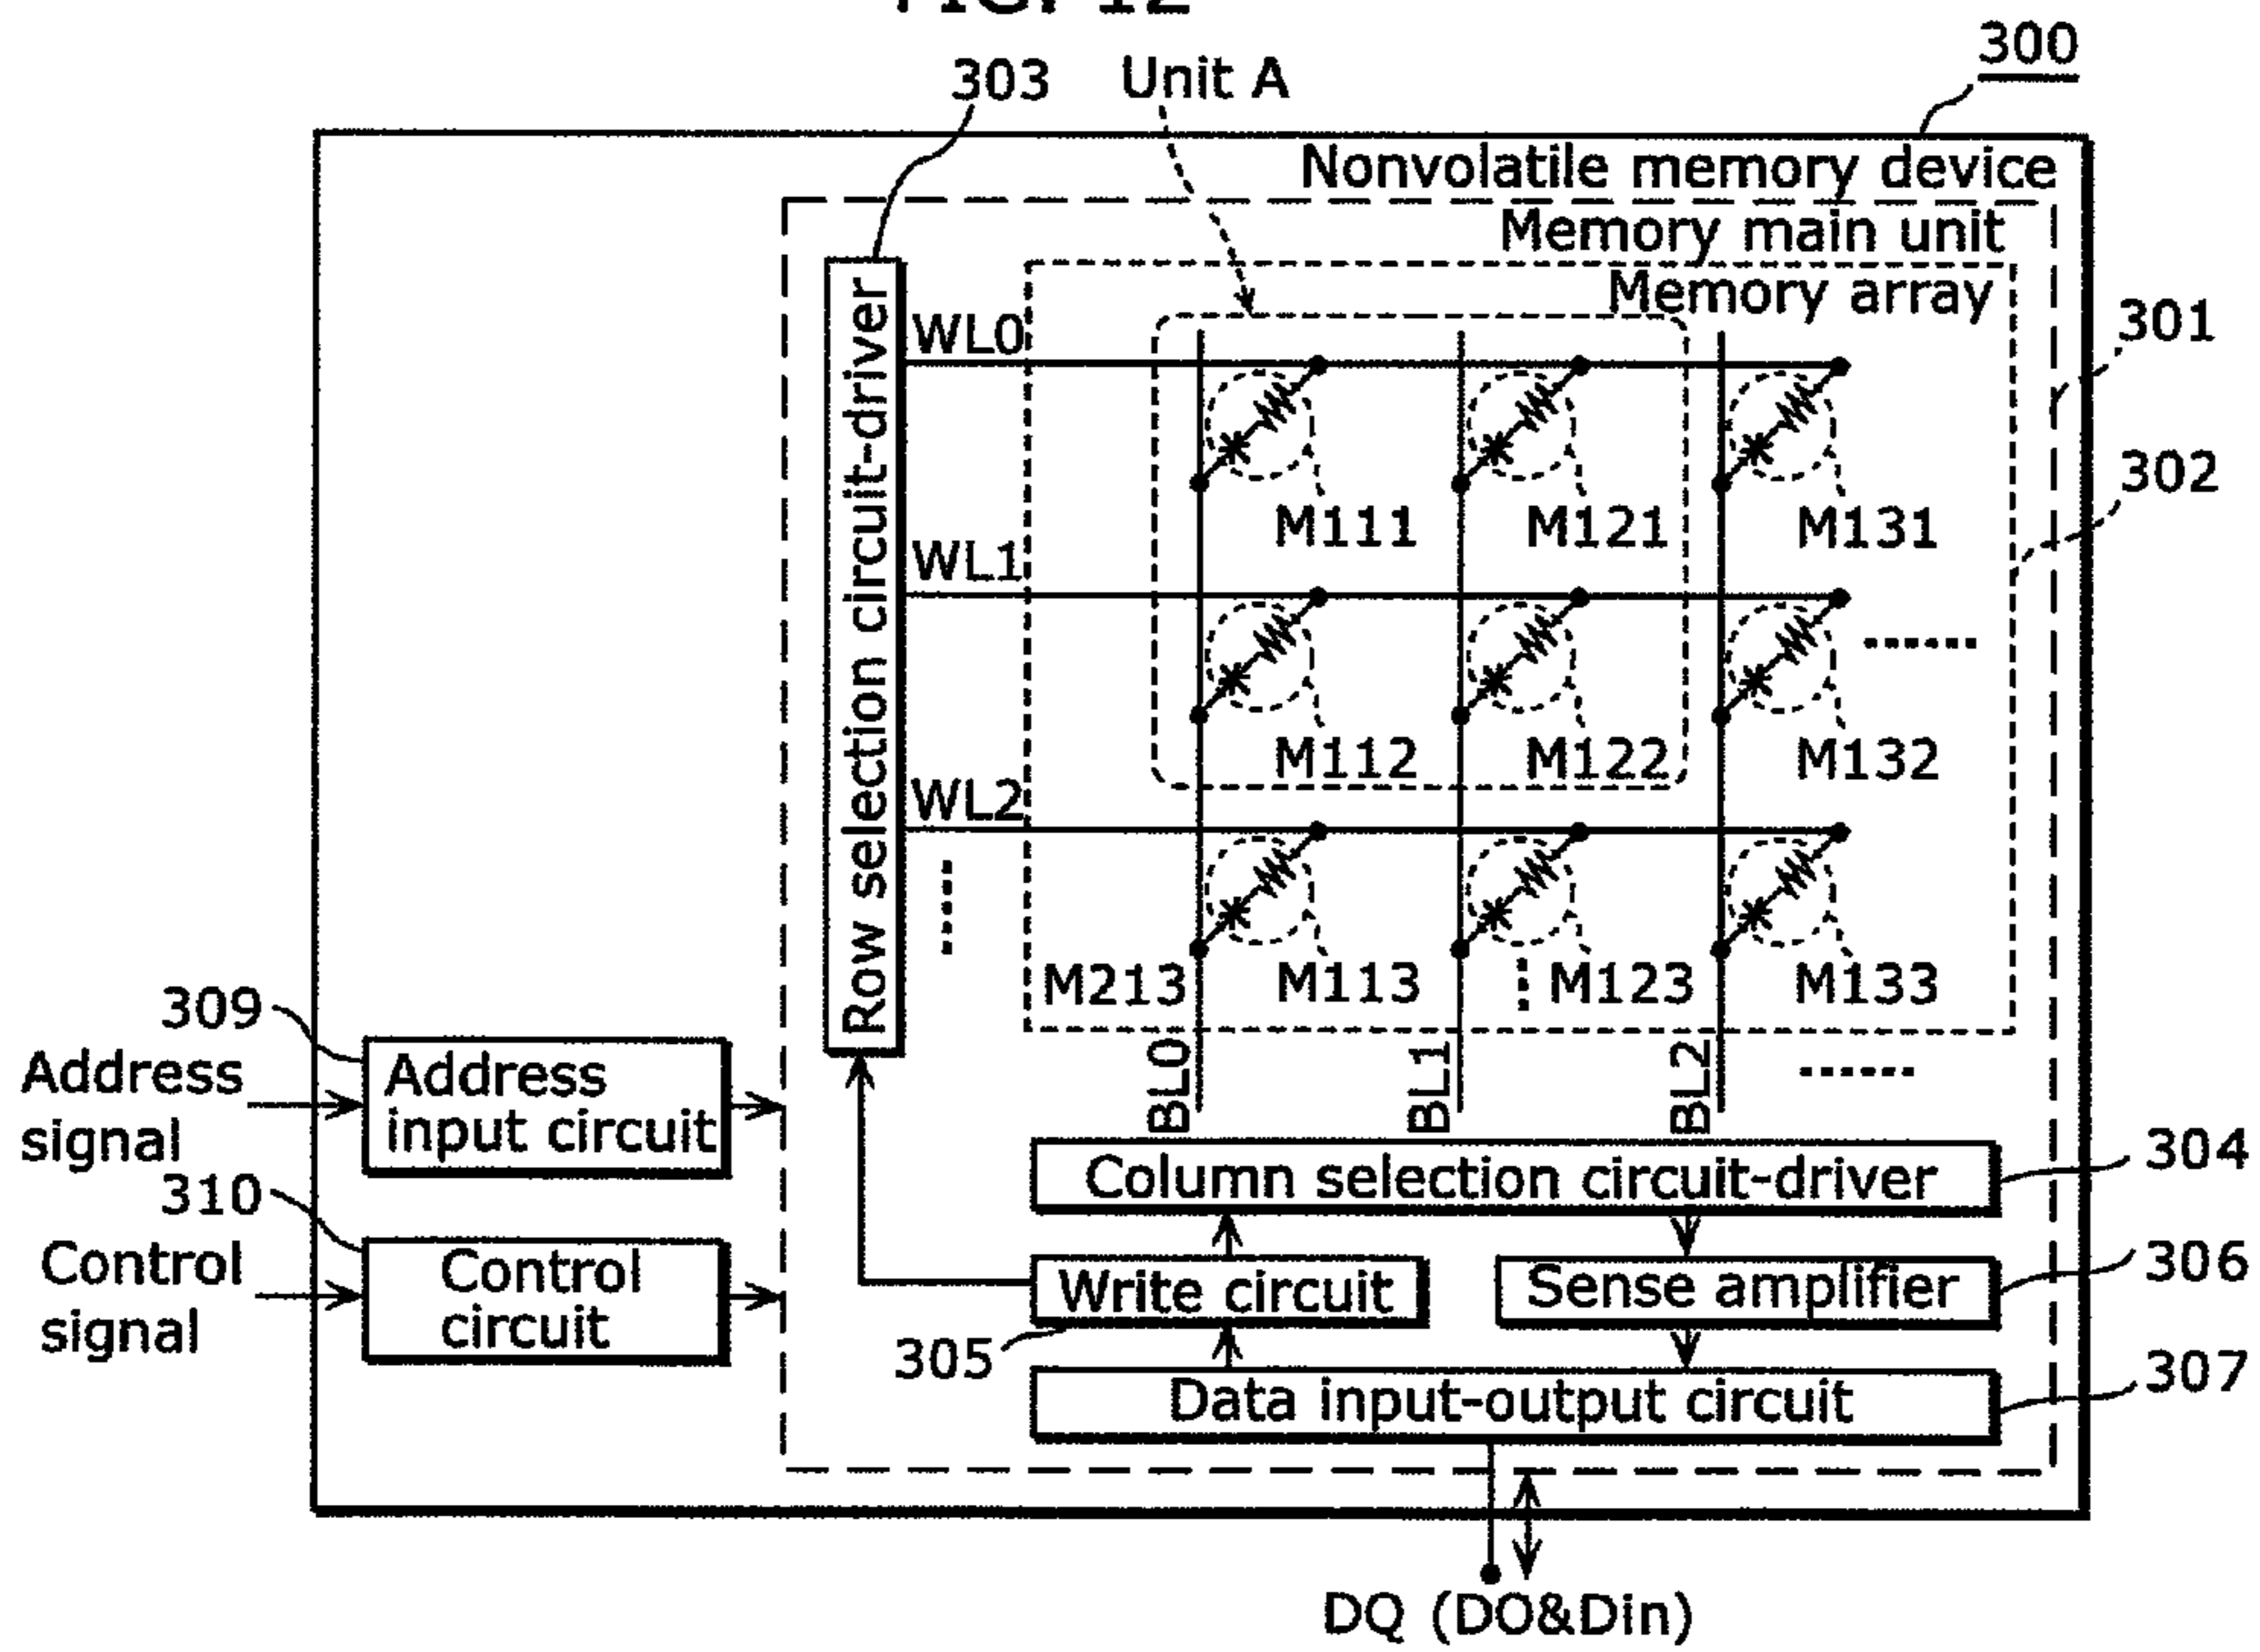 FIG. 12
300
303
Unit A
Nonvolatile memory device
Memory main unit
Memory array
301
302
Row selection circuit-driver
WL0
M111
M121
M131
WL1
M112
M122
M132
WL2
M213
M113
M123
M133
BL0
BL1
BL2
309
Address
signal
Address
input circuit
310
Control
signal
Control
circuit
Column selection circuit-driver
304
Write circuit
305
Sense amplifier
306
Data input-output circuit
307
DQ (DO&Din)